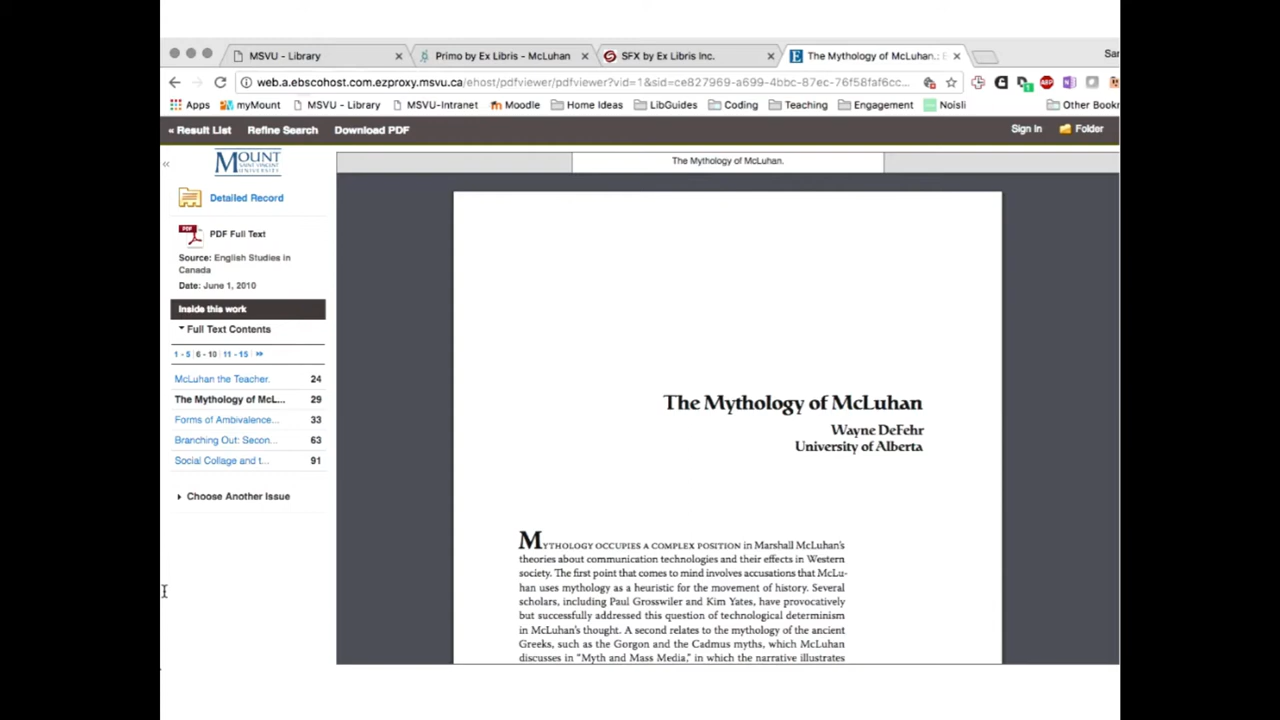 MSVU - Library
Primo by Ex Libris - McLuhan
SFX by Ex Libris Inc.
The Mythology of McLuhan.: E
Sar
web.a.ebscohost.com.ezproxy.msvu.ca/ehost/pdfviewer/pdfviewer?vid=1&sid=ce827969-a699-4bbc-87ec-76f58faf6cc...
Apps
myMount
MSVU - Library
MSVU-Intranet
Moodle
Home Ideas
LibGuides
Coding
Teaching
Engagement
Noisli
Other Bookr
« Result List
Refine Search
Download PDF
Sign In
Folder
MOUNT
SAINT VINCENT
UNIVERSITY
Detailed Record
PDF Full Text
Source: English Studies in
Canada
Date: June 1, 2010
Inside this work
Full Text Contents
1 - 5 | 6 - 10 | 11 - 15 |
McLuhan the Teacher. 24
The Mythology of McL... 29
Forms of Ambivalence... 33
Branching Out: Secon... 63
Social Collage and t... 91
Choose Another Issue
The Mythology of McLuhan.
The Mythology of McLuhan
Wayne DeFehr
University of Alberta
MYTHOLOGY OCCUPIES A COMPLEX POSITION in Marshall McLuhan's
theories about communication technologies and their effects in Western
society. The first point that comes to mind involves accusations that McLu-
han uses mythology as a heuristic for the movement of history. Several
scholars, including Paul Grosswiler and Kim Yates, have provocatively
but successfully addressed this question of technological determinism
in McLuhan's thought. A second relates to the mythology of the ancient
Greeks, such as the Gorgon and the Cadmus myths, which McLuhan
discusses in "Myth and Mass Media," in which the narrative illustrates